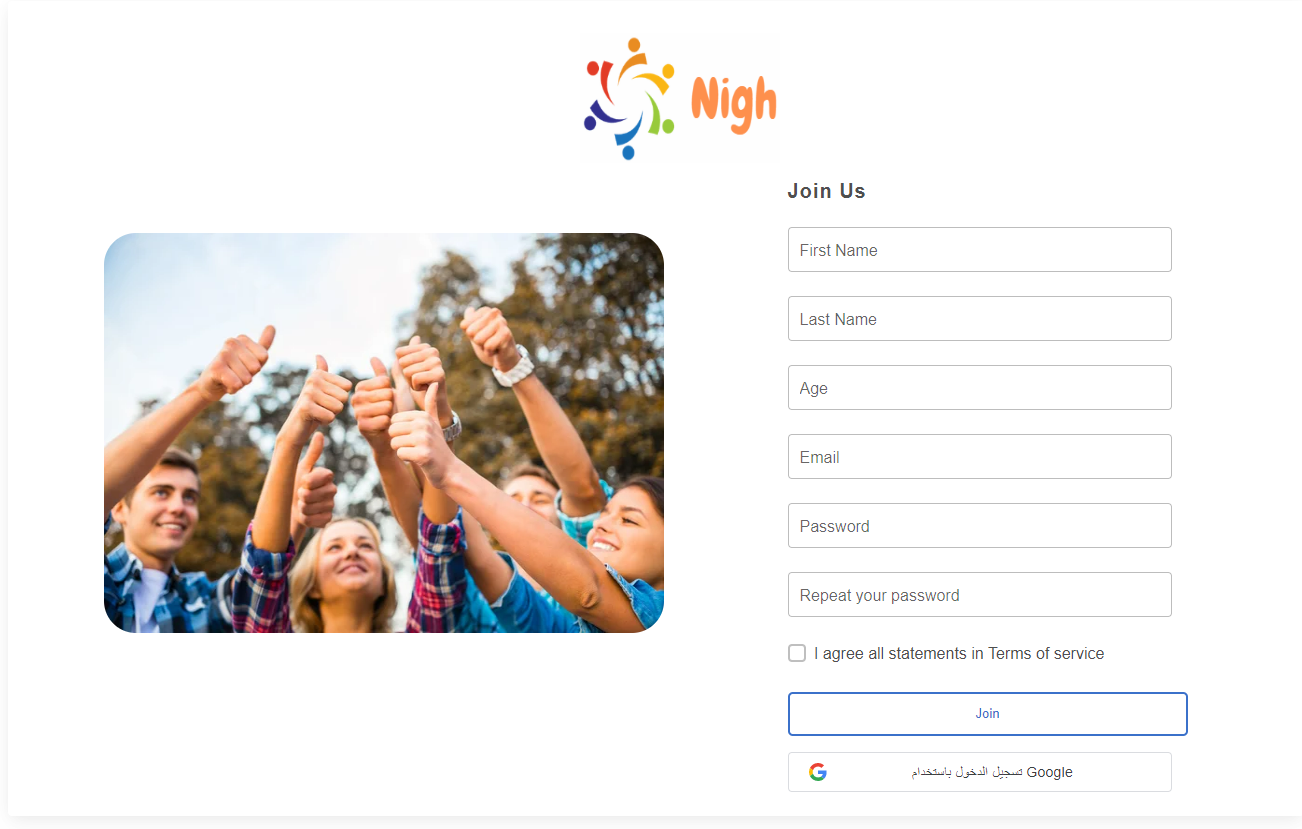 Nigh
Join Us
First Name
Last Name
Age
Email
Password
Repeat your password
I agree all statements in Terms of service
Join
تسجيل الدخول باستخدام Google